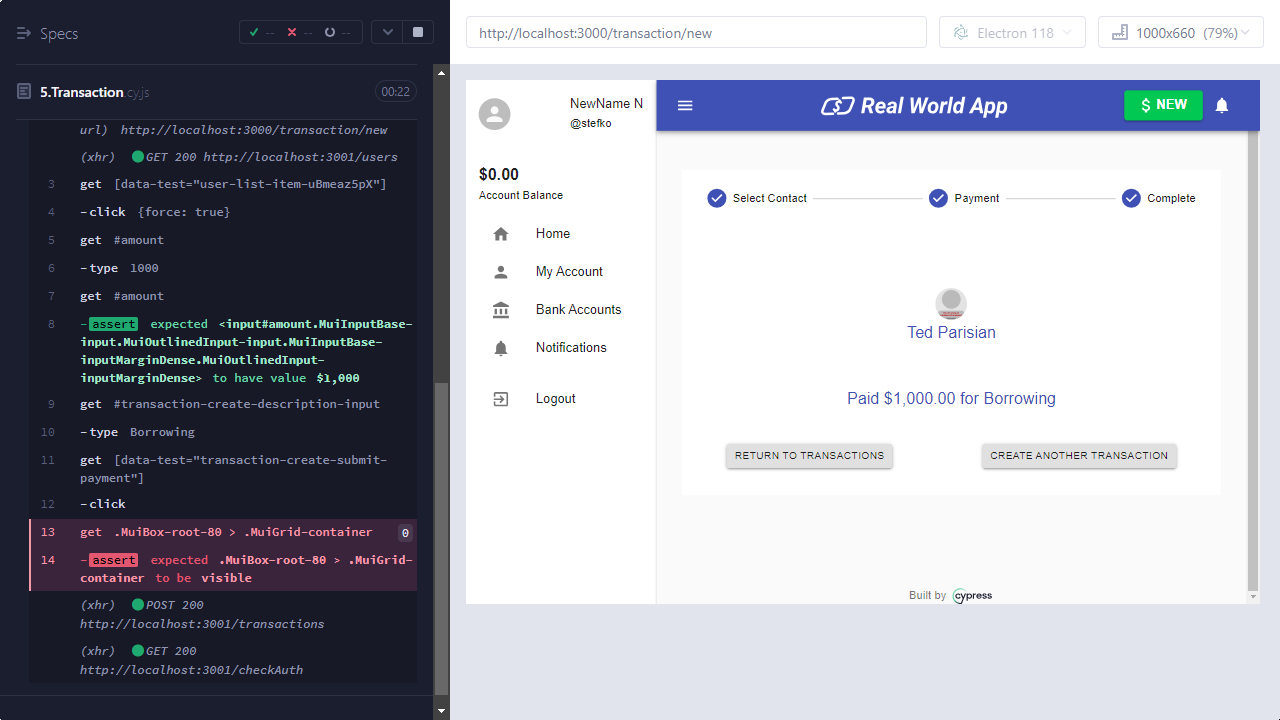 Specs
-- -- --
5.Transaction.cy.js 00:22
url) http://localhost:3000/transaction/new
(xhr) GET 200 http://localhost:3001/users
3 get [data-test="user-list-item-uBmeaz5pX"]
4 -click {force: true}
5 get #amount
6 -type 1000
7 get #amount
8 -assert expected <input#amount.MuiInputBase-
input.MuiOutlinedInput-input.MuiInputBase-
inputMarginDense.MuiOutlinedInput-
inputMarginDense> to have value $1,000
9 get #transaction-create-description-input
10 -type Borrowing
11 get [data-test="transaction-create-submit-
payment"]
12 -click
13 get .MuiBox-root-80 > .MuiGrid-container 0
14 -assert expected .MuiBox-root-80 > .MuiGrid-
container to be visible
(xhr) POST 200
http://localhost:3001/transactions
(xhr) GET 200
http://localhost:3001/checkAuth
http://localhost:3000/transaction/new
Electron 118
1000x660 (79%)
NewName N
@stefko
$0.00
Account Balance
Home
My Account
Bank Accounts
Notifications
Logout
Real World App
$ NEW
Select Contact
Payment
Complete
Ted Parisian
Paid $1,000.00 for Borrowing
RETURN TO TRANSACTIONS
CREATE ANOTHER TRANSACTION
Built by cypress